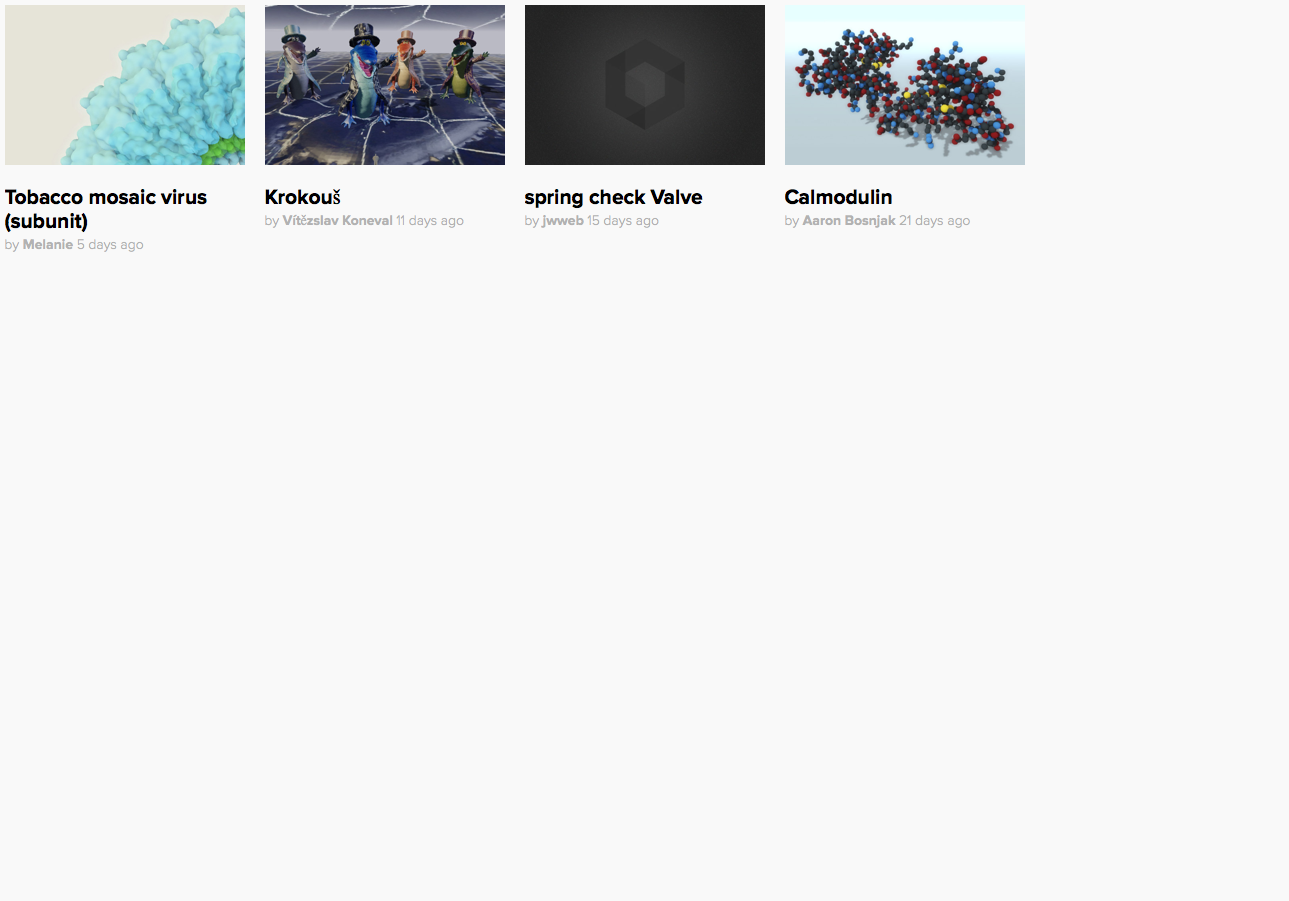 Tobacco mosaic virus
(subunit)
by Melanie 5 days ago
Krokouš
by Vítězslav Koneval 11 days ago
spring check Valve
by jwweb 15 days ago
Calmodulin
by Aaron Bosnjak 21 days ago